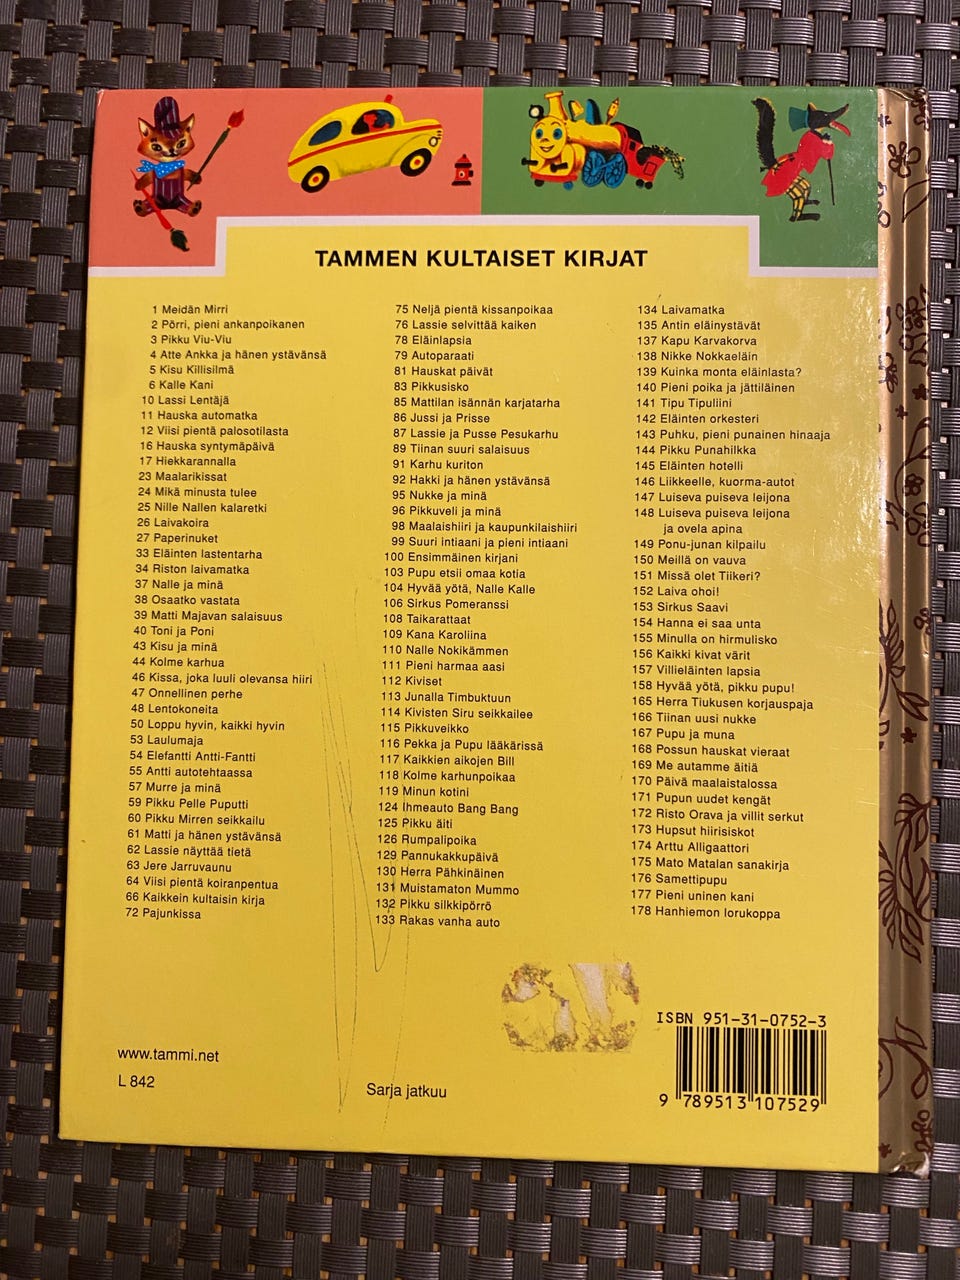 TAMMEN KULTAISET KIRJAT
1 Meidän Mirri
2 Pörri, pieni ankanpoikanen
3 Pikku Viu-Viu
4 Atte Ankka ja hänen ystävänsä
5 Kisu Killisilmä
6 Kalle Kani
10 Lassi Lentäjä
11 Hauska automatka
12 Viisi pientä palosotilasta
16 Hauska syntymäpäivä
17 Hiekkarannalla
23 Maalarikissat
24 Mikä minusta tulee
25 Nille Nallen kalaretki
26 Laivakoira
27 Paperinuket
33 Eläinten lastentarha
34 Riston laivamatka
37 Nalle ja minä
38 Osaatko vastata
39 Matti Majavan salaisuus
40 Toni ja Poni
43 Kisu ja minä
44 Kolme karhua
46 Kissa, joka luuli olevansa hiiri
47 Onnellinen perhe
48 Lentokoneita
50 Loppu hyvin, kaikki hyvin
53 Laulumaja
54 Elefantti Antti-Fantti
55 Antti autotehtaassa
57 Murre ja minä
59 Pikku Pelle Puputti
60 Pikku Mirren seikkailu
61 Matti ja hänen ystävänsä
62 Lassie näyttää tietä
63 Jere Jarruvaunu
64 Viisi pientä koiranpentua
66 Kaikkein kultaisin kirja
72 Pajunkissa
75 Neljä pientä kissanpoikaa
76 Lassie selvittää kaiken
78 Eläinlapsia
79 Autoparaati
81 Hauskat päivät
83 Pikkusisko
85 Mattilan isännän karjatarha
86 Jussi ja Prisse
87 Lassie ja Pusse Pesukarhu
89 Tiinan suuri salaisuus
91 Karhu kuriton
92 Hakki ja hänen ystävänsä
95 Nukke ja minä
96 Pikkuveli ja minä
98 Maalaishiiri ja kaupunkilaishiiri
99 Suuri intiaani ja pieni intiaani
100 Ensimmäinen kirjani
103 Pupu etsii omaa kotia
104 Hyvää yötä, Nalle Kalle
106 Sirkus Pomeranssi
108 Taikarattaat
109 Kana Karoliina
110 Nalle Nokikämmen
111 Pieni harmaa aasi
112 Kiviset
113 Junalla Timbuktuun
114 Kivisten Siru seikkailee
115 Pikkuveikko
116 Pekka ja Pupu lääkärissä
117 Kaikkien aikojen Bill
118 Kolme karhunpoikaa
119 Minun kotini
124 Ihmeauto Bang Bang
125 Pikku äiti
126 Rumpalipoika
129 Pannukakkupäivä
130 Herra Pähkinäinen
131 Muistamaton Mummo
132 Pikku silkkipörrö
133 Rakas vanha auto
134 Laivamatka
135 Antin eläinystävät
137 Kapu Karvakorva
138 Nikke Nokkaeläin
139 Kuinka monta eläinlasta?
140 Pieni poika ja jättiläinen
141 Tipu Tipuliini
142 Eläinten orkesteri
143 Puhku, pieni punainen hinaaja
144 Pikku Punahilkka
145 Eläinten hotelli
146 Liikkeelle, kuorma-autot
147 Luiseva puiseva leijona
148 Luiseva puiseva leijona
ja ovela apina
149 Ponu-junan kilpailu
150 Meillä on vauva
151 Missä olet Tiikeri?
152 Laiva ohoi!
153 Sirkus Saavi
154 Hanna ei saa unta
155 Minulla on hirmulisko
156 Kaikki kivat värit
157 Villieläinten lapsia
158 Hyvää yötä, pikku pupu!
165 Herra Tiukusen korjauspaja
166 Tiinan uusi nukke
167 Pupu ja muna
168 Possun hauskat vieraat
169 Me autamme äitiä
170 Päivä maalaistalossa
171 Pupun uudet kengät
172 Risto Orava ja villit serkut
173 Hupsut hiirisiskot
174 Arttu Alligaattori
175 Mato Matalan sanakirja
176 Samettipupu
177 Pieni uninen kani
178 Hanhiemon lorukoppa
www.tammi.net
L 842
Sarja jatkuu
ISBN 951-31-0752-3
9 789513 107529